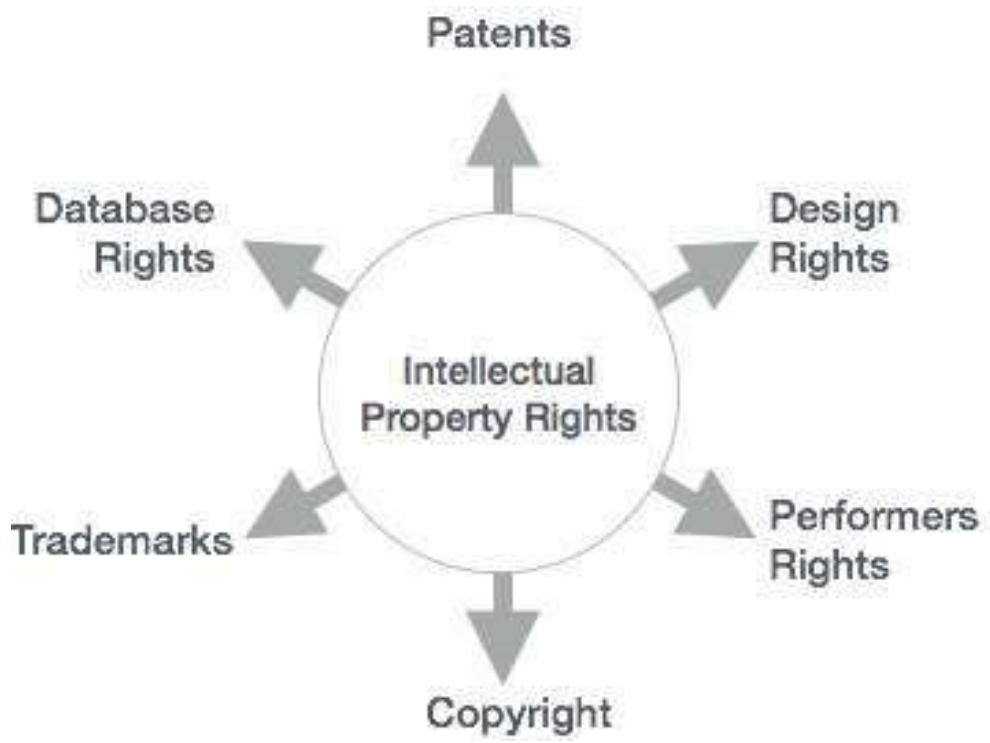 Patents
Database
Rights
Design
Rights
Intellectual
Property Rights
Trademarks
Performers
Rights
Copyright